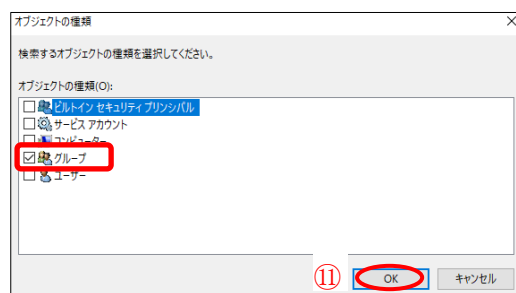 オブジェクトの種類
検索するオブジェクトの種類を選択してください。
オブジェクトの種類(O):
ビルトイン セキュリティ プリンシパル
サービス アカウント
コンピューター
グループ
ユーザー
⑪ OK キャンセル